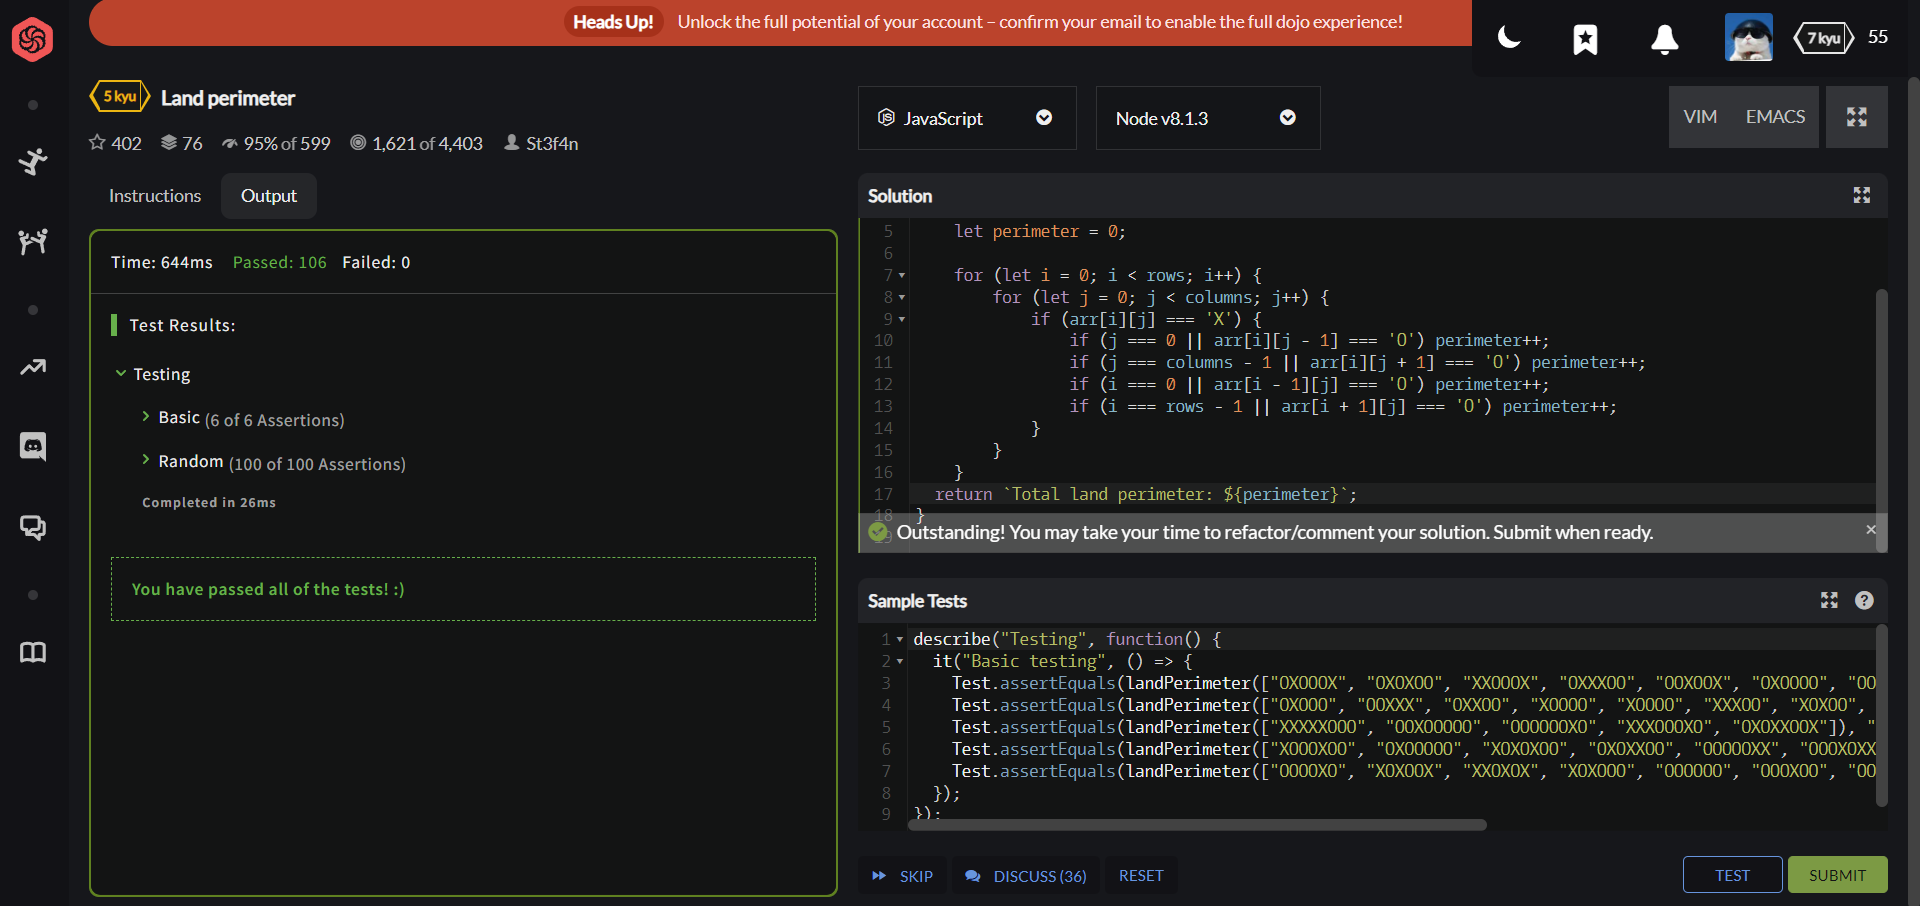 Heads Up! Unlock the full potential of your account – confirm your email to enable the full dojo experience!
7 kyu 55
5 kyu Land perimeter
402 76 95% of 599 1,621 of 4,403 St3f4n
JavaScript
Node v8.1.3
VIM EMACS
Instructions Output
Time: 644ms Passed: 106 Failed: 0
Test Results:
Testing
Basic (6 of 6 Assertions)
Random (100 of 100 Assertions)
Completed in 26ms
You have passed all of the tests! :)
Solution
5 let perimeter = 0;
6
7 for (let i = 0; i < rows; i++) {
8 for (let j = 0; j < columns; j++) {
9 if (arr[i][j] === 'X') {
10 if (j === 0 || arr[i][j - 1] === 'O') perimeter++;
11 if (j === columns - 1 || arr[i][j + 1] === 'O') perimeter++;
12 if (i === 0 || arr[i - 1][j] === 'O') perimeter++;
13 if (i === rows - 1 || arr[i + 1][j] === 'O') perimeter++;
14 }
15 }
16 }
17 return `Total land perimeter: ${perimeter}`;
18 }
19
Outstanding! You may take your time to refactor/comment your solution. Submit when ready.
Sample Tests
1 describe("Testing", function() {
2 it("Basic testing", () => {
3 Test.assertEquals(landPerimeter(["OXOOOX", "OXOXOO", "XXOOOX", "OXXXOO", "OOXOOX", "OXOOOO", "OO
4 Test.assertEquals(landPerimeter(["OXOOO", "OOXXX", "OXXOO", "XOOOO", "XOOOO", "XXXOO", "XOXOO",
5 Test.assertEquals(landPerimeter(["XXXXXOOO", "OOXOOOOO", "OOOOOOXO", "XXXOOOXO", "OXOXXOOX"]), "
6 Test.assertEquals(landPerimeter(["XOOOXOO", "OXOOOOO", "XOXOXOO", "OXOXXOO", "OOOOOXX", "OOOXOXX
7 Test.assertEquals(landPerimeter(["OOOOXO", "XOXOOX", "XXOXOX", "XOXOOO", "OOOOOO", "OOOXOO", "OO
8 });
9 });
SKIP DISCUSS (36) RESET
TEST SUBMIT